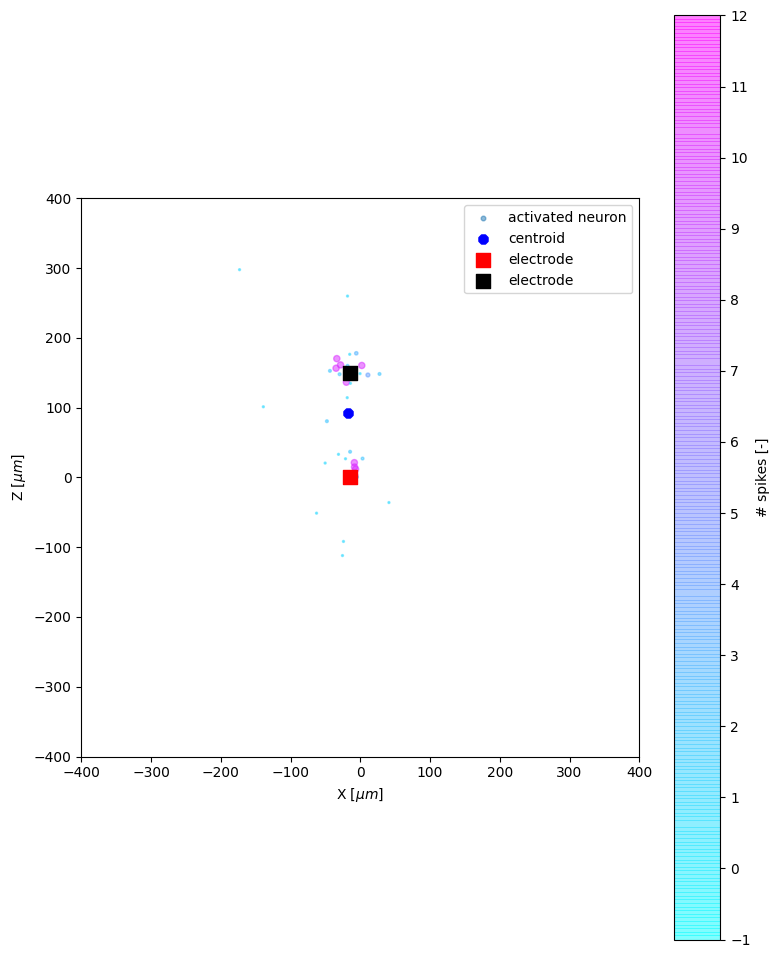 12
11
10
9
8
7
6
5
4
3
2
1
0
−1
# spikes [-]
400
300
200
100
0
−100
−200
−300
−400
Z [μm]
−400 −300 −200 −100 0 100 200 300 400
X [μm]
activated neuron
centroid
electrode
electrode